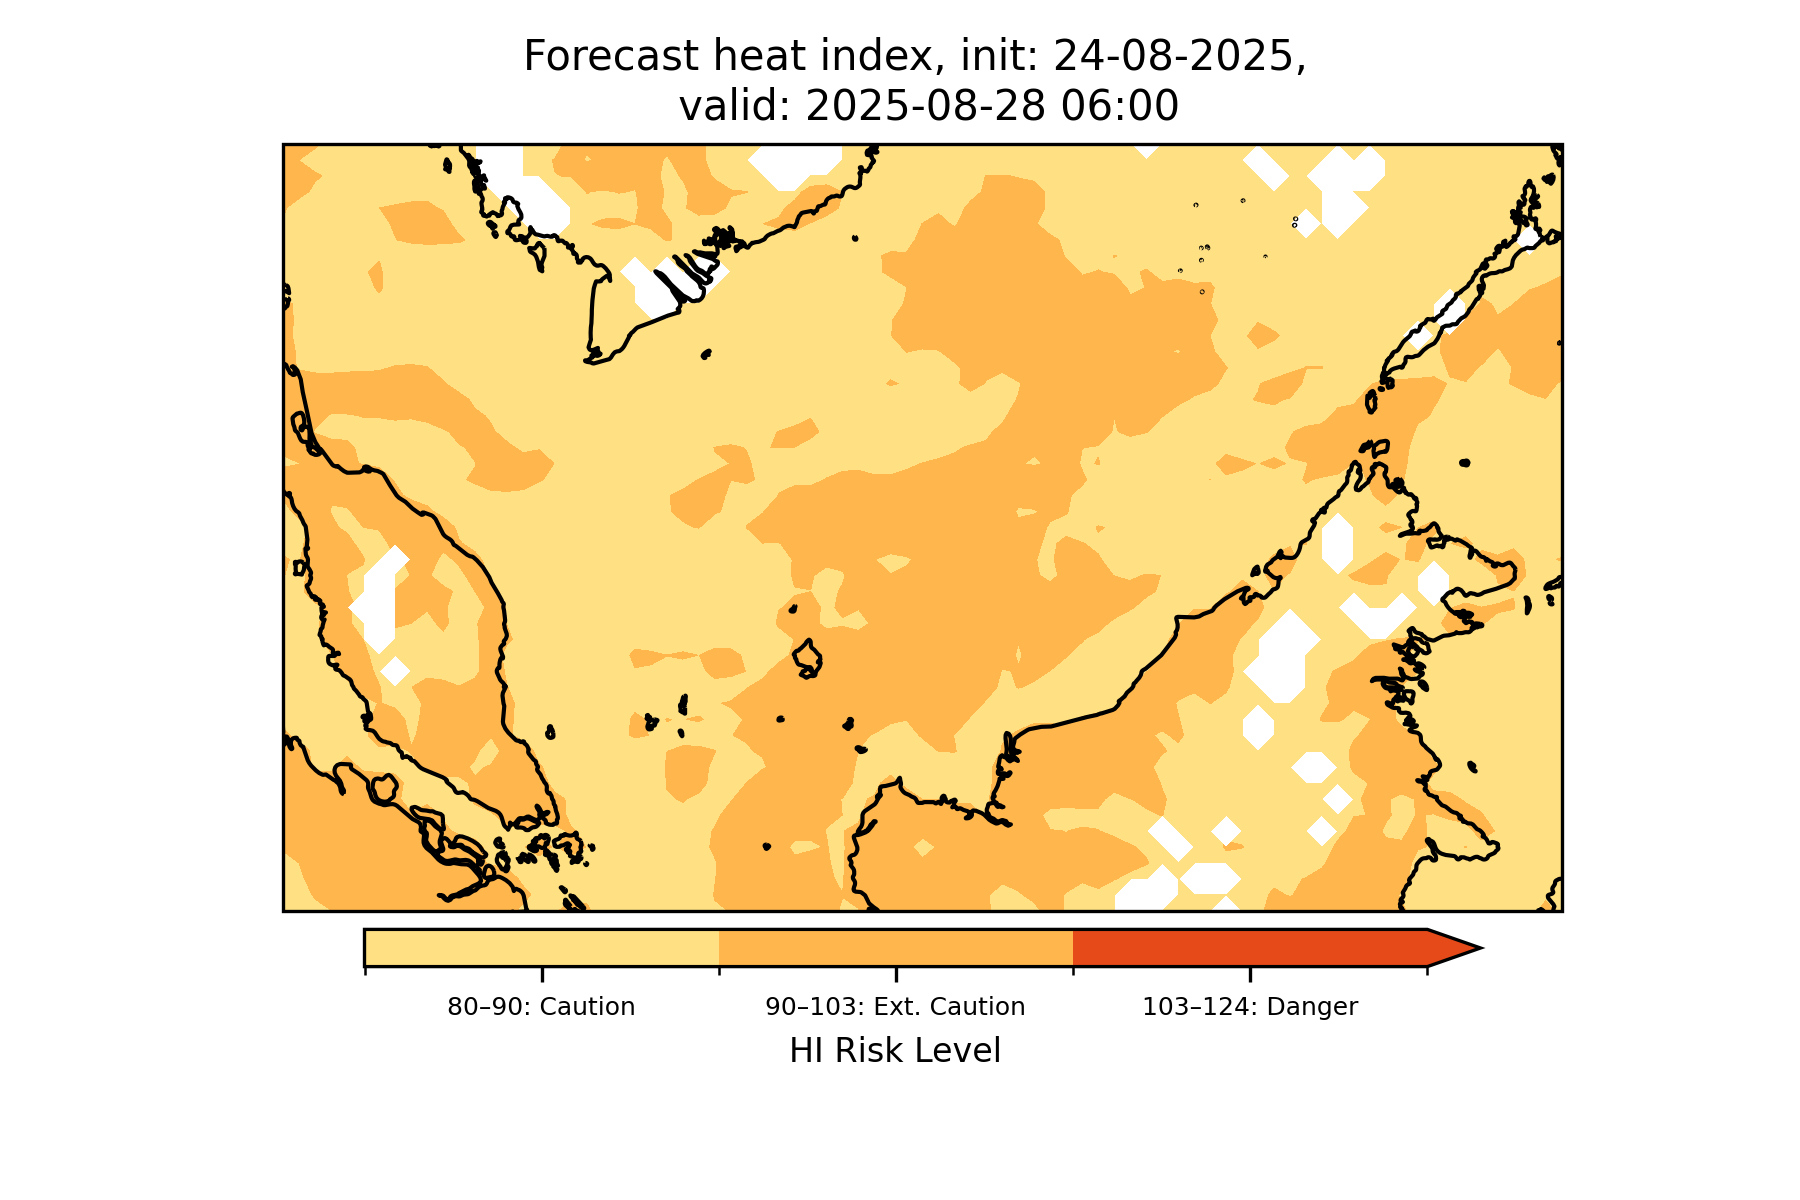 Forecast heat index, init: 24-08-2025,
valid: 2025-08-28 06:00
80–90: Caution
90–103: Ext. Caution
103–124: Danger
HI Risk Level